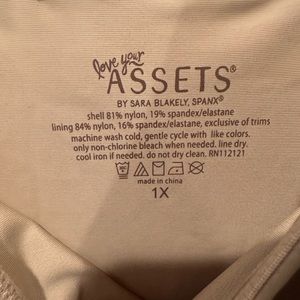 love your
ASSETS®
BY SARA BLAKELY, SPANX®
shell 81% nylon, 19% spandex/elastane
lining 84% nylon, 16% spandex/elastane, exclusive of trims
machine wash cold, gentle cycle with like colors.
only non-chlorine bleach when needed. line dry.
cool iron if needed. do not dry clean. RN112121
made in china
1X